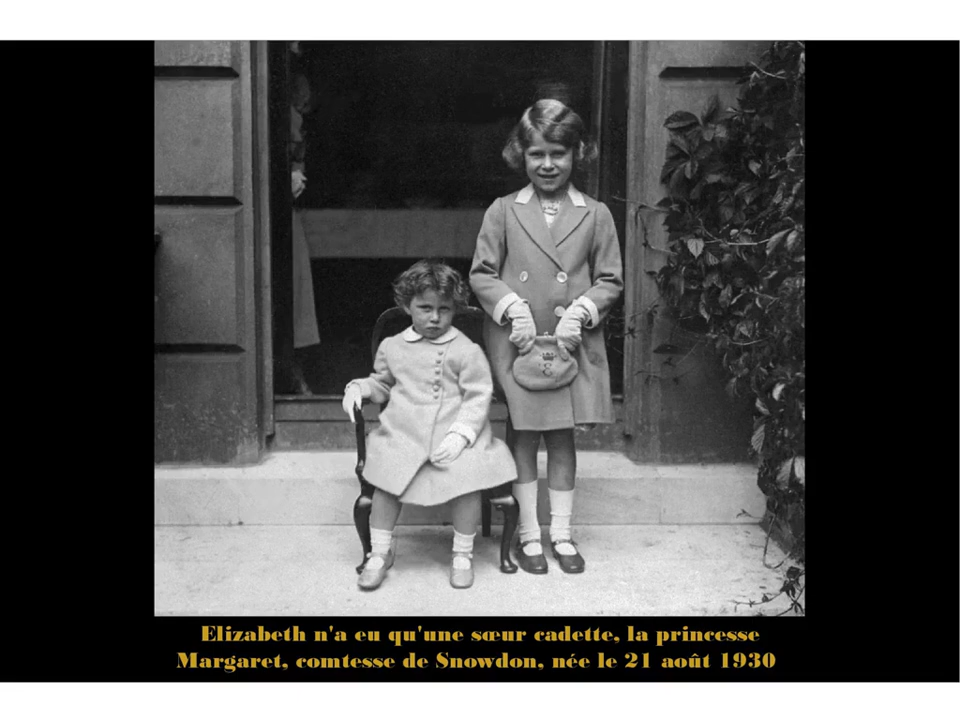 Elizabeth n'a eu qu'une sœur cadette, la princesse
Margaret, comtesse de Snowdon, née le 21 août 1930